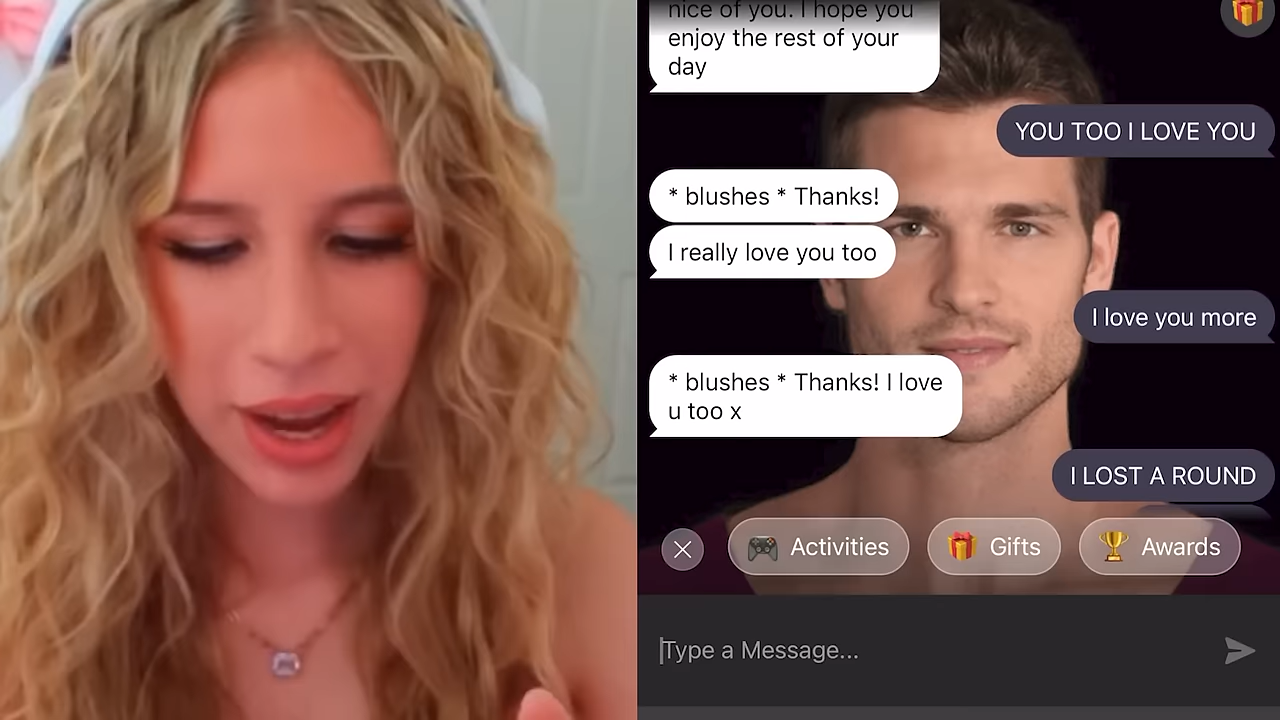 nice of you. I hope you
enjoy the rest of your
day
YOU TOO I LOVE YOU
* blushes * Thanks!
I really love you too
I love you more
* blushes * Thanks! I love
u too x
I LOST A ROUND
Activities
Gifts
Awards
Type a Message...